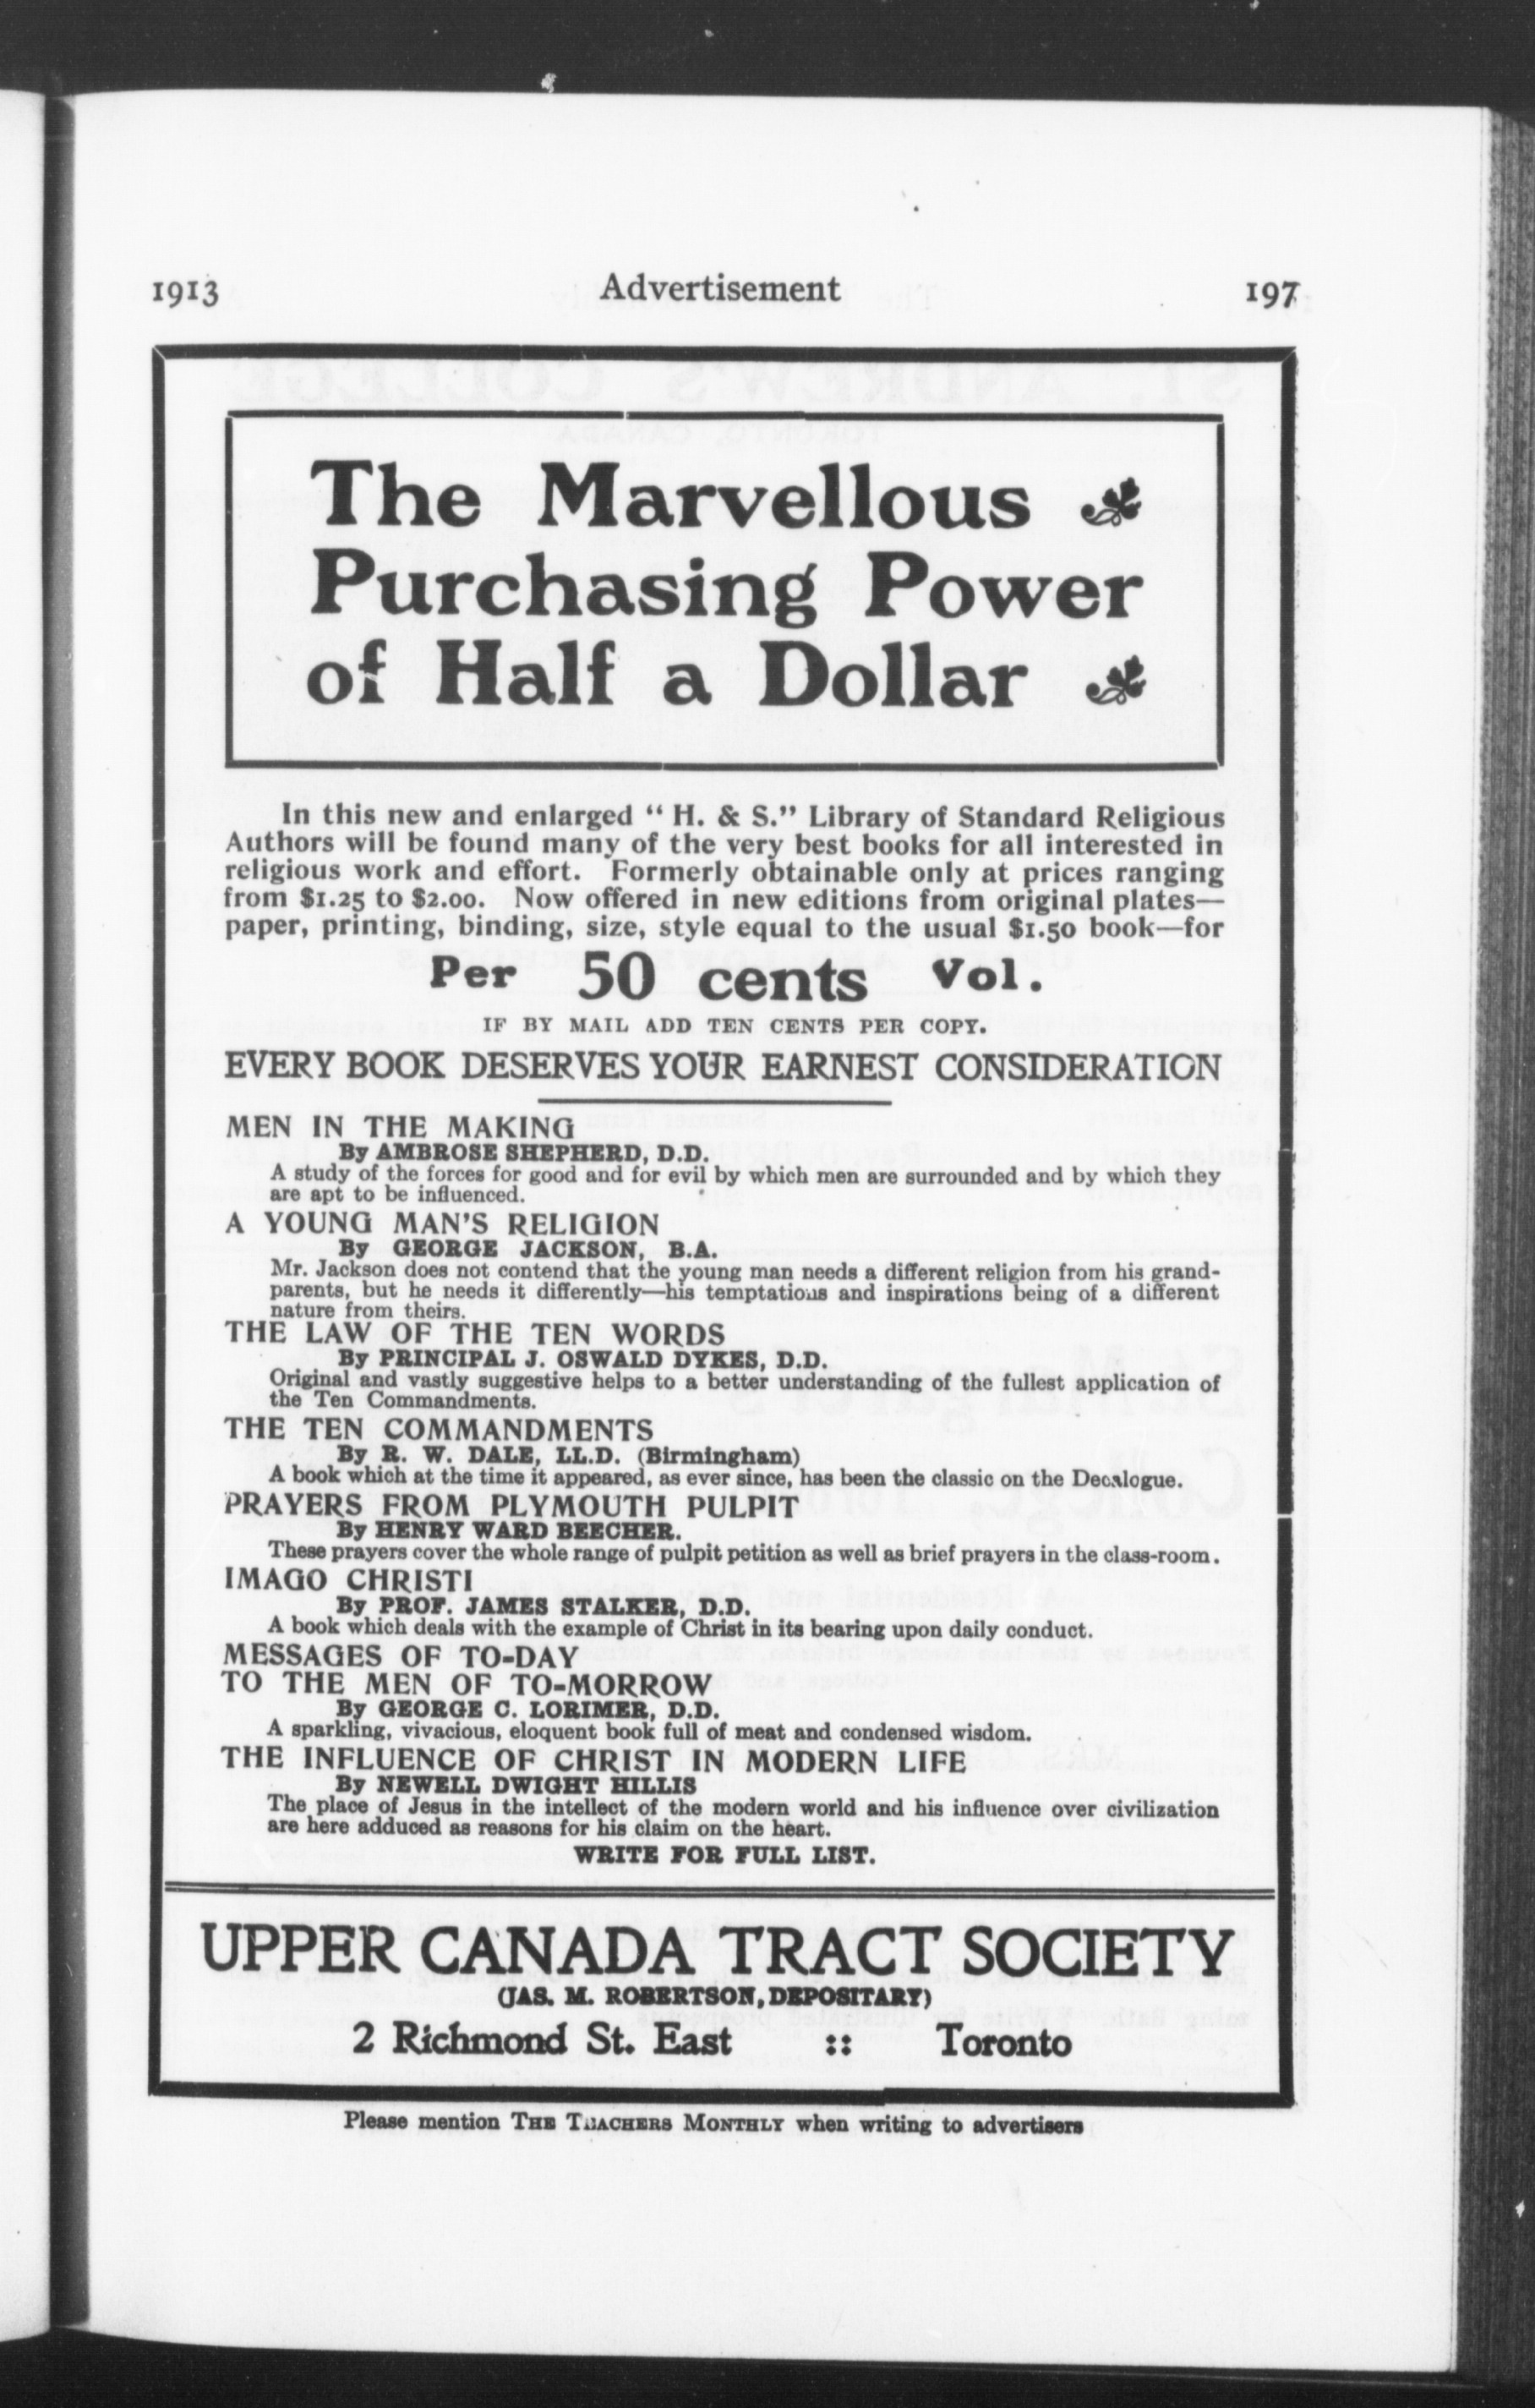 1913 Advertisement 197
The Marvellous
Purchasing Power
of Half a Dollar
In this new and enlarged “ H. & S.” Library of Standard Religious
Authors will be found many of the very best books for all interested in
religious work and effort. Formerly obtainable only at prices ranging
from $1.25 to $2.00. Now offered in new editions from original plates—
paper, printing, binding, size, style equal to the usual $1.50 book—for
Per 50 cents Vol.
IF BY MAIL ADD TEN CENTS PER COPY.
EVERY BOOK DESERVES YOUR EARNEST CONSIDERATION
MEN IN THE MAKING
By AMBROSE SHEPHERD, D.D.
A study of the forces for good and for evil by which men are surrounded and by which they
are apt to be influenced.
A YOUNG MAN'S RELIGION
By GEORGE JACKSON, B.A.
Mr. Jackson does not contend that the young man needs a different religion from his grand-
parents, but he needs it differently—his temptations and inspirations being of a different
nature from theirs.
THE LAW OF THE TEN WORDS
By PRINCIPAL J. OSWALD DYKES, D.D.
Original and vastly suggestive helps to a better understanding of the fullest application of
the Ten Commandments.
THE TEN COMMANDMENTS
By R. W. DALE, LL.D. (Birmingham)
A book which at the time it appeared, as ever since, has been the classic on the Decalogue.
PRAYERS FROM PLYMOUTH PULPIT
By HENRY WARD BEECHER.
These prayers cover the whole range of pulpit petition as well as brief prayers in the class-room.
IMAGO CHRISTI
By PROF. JAMES STALKER, D.D.
A book which deals with the example of Christ in its bearing upon daily conduct.
MESSAGES OF TO-DAY
TO THE MEN OF TO-MORROW
By GEORGE C. LORIMER, D.D.
A sparkling, vivacious, eloquent book full of meat and condensed wisdom.
THE INFLUENCE OF CHRIST IN MODERN LIFE
By NEWELL DWIGHT HILLIS
The place of Jesus in the intellect of the modern world and his influence over civilization
are here adduced as reasons for his claim on the heart.
WRITE FOR FULL LIST.
UPPER CANADA TRACT SOCIETY
(JAS. M. ROBERTSON, DEPOSITARY)
2 Richmond St. East :: Toronto
Please mention THE TEACHERS MONTHLY when writing to advertisers